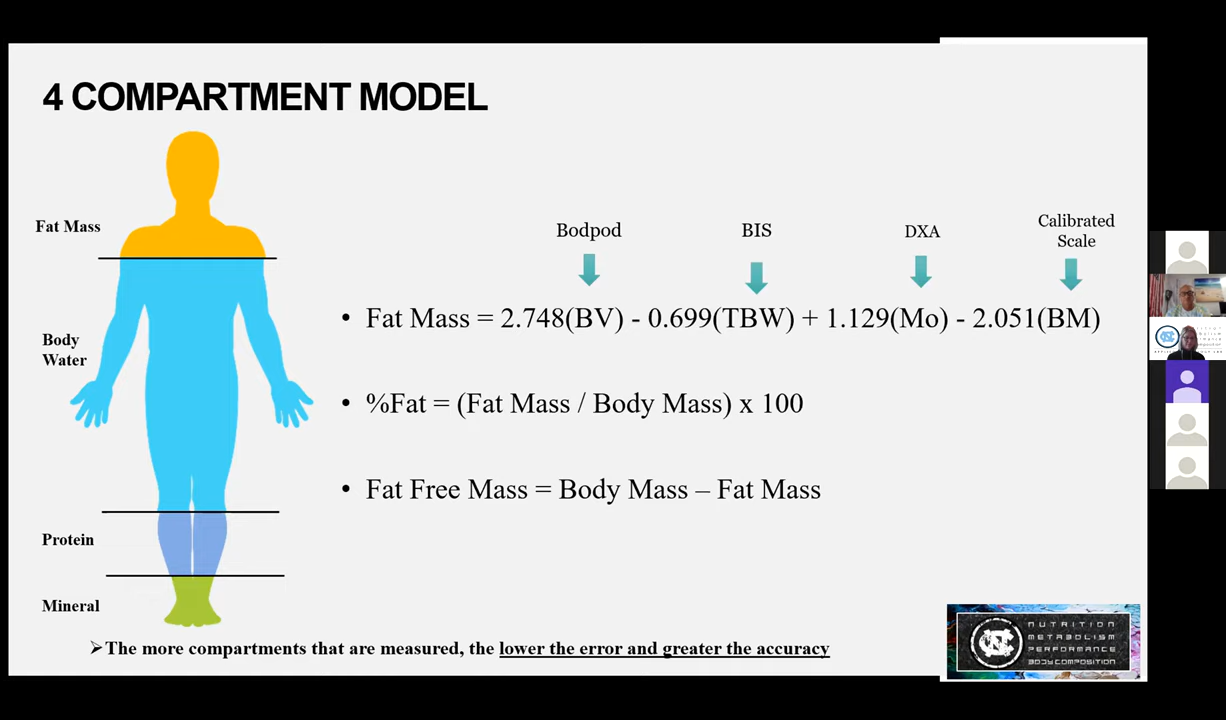 4 COMPARTMENT MODEL
Fat Mass
Body
Water
Protein
Mineral
Bodpod
BIS
DXA
Calibrated
Scale
• Fat Mass = 2.748(BV) - 0.699(TBW) + 1.129(Mo) - 2.051(BM)
• %Fat = (Fat Mass / Body Mass) x 100
• Fat Free Mass = Body Mass – Fat Mass
➢The more compartments that are measured, the lower the error and greater the accuracy
NC
NUTRITION
METABOLISM
PERFORMANCE
BODY COMPOSITION